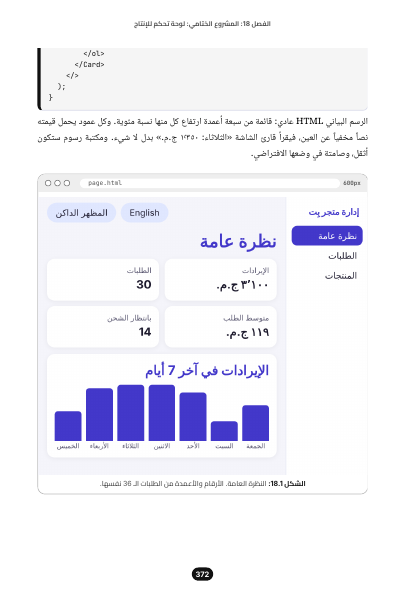 الفصل 18: المشروع الختامي: لوحة تحكم للإنتاج
</ol>
</Card>
</>
);
}
الرسم البياني HTML عادي: قائمة من سبعة أعمدة ارتفاع كل منها نسبة مئوية. وكل عمود يحمل قيمته
نصاً مخفياً عن العين، فيقرأ قارئ الشاشة «الثلاثاء: ١٬٣٥٠ ج.م.» بدل لا شيء. ومكتبة رسوم ستكون
أثقل، وصامتة في وضعها الافتراضي.
page.html
600px
إدارة متجر بِت
نظرة عامة
الطلبات
المنتجات
English
المظهر الداكن
نظرة عامة
الإيرادات
٣٬١٠٠ ج.م.
الطلبات
30
متوسط الطلب
١١٩ ج.م.
بانتظار الشحن
14
الإيرادات في آخر 7 أيام
الجمعة
السبت
الأحد
الاثنين
الثلاثاء
الأربعاء
الخميس
الشكل 18.1: النظرة العامة. الأرقام والأعمدة من الطلبات الـ 36 نفسها.
372